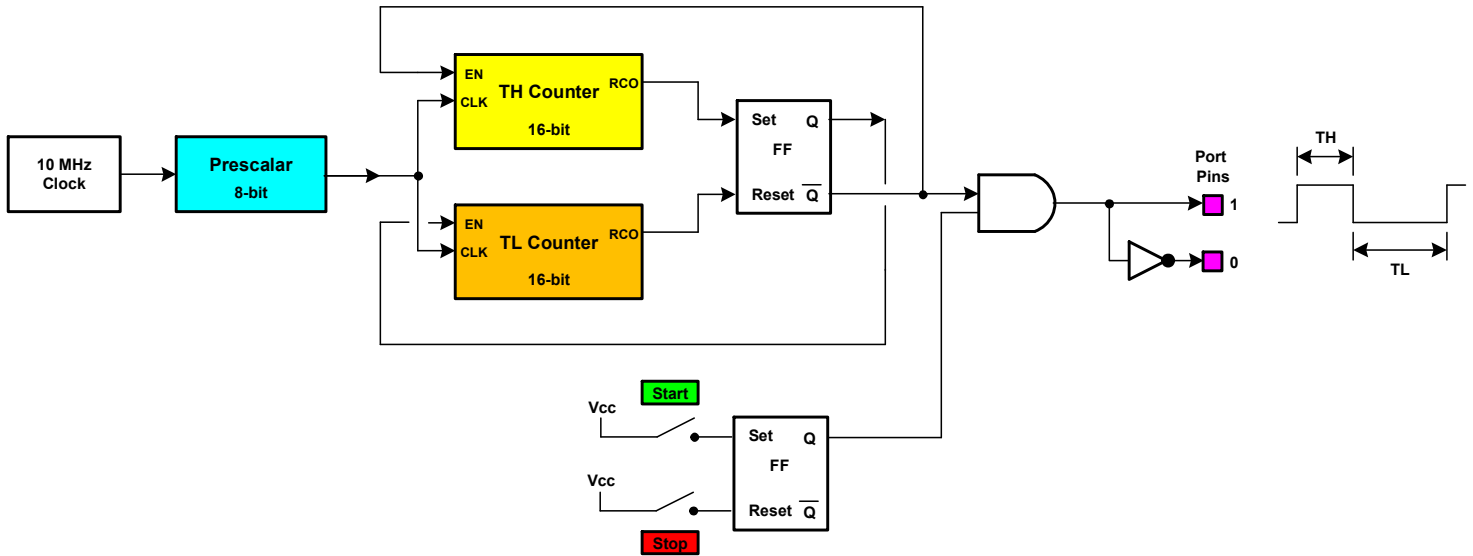 10 MHz
Clock
Prescalar
8-bit
EN
CLK
TH Counter
RCO
16-bit
EN
CLK
TL Counter
RCO
16-bit
Set
Q
FF
Reset
Q
Port
Pins
1
0
TH
TL
Start
Vcc
Set
Q
FF
Vcc
Reset
Q
Stop